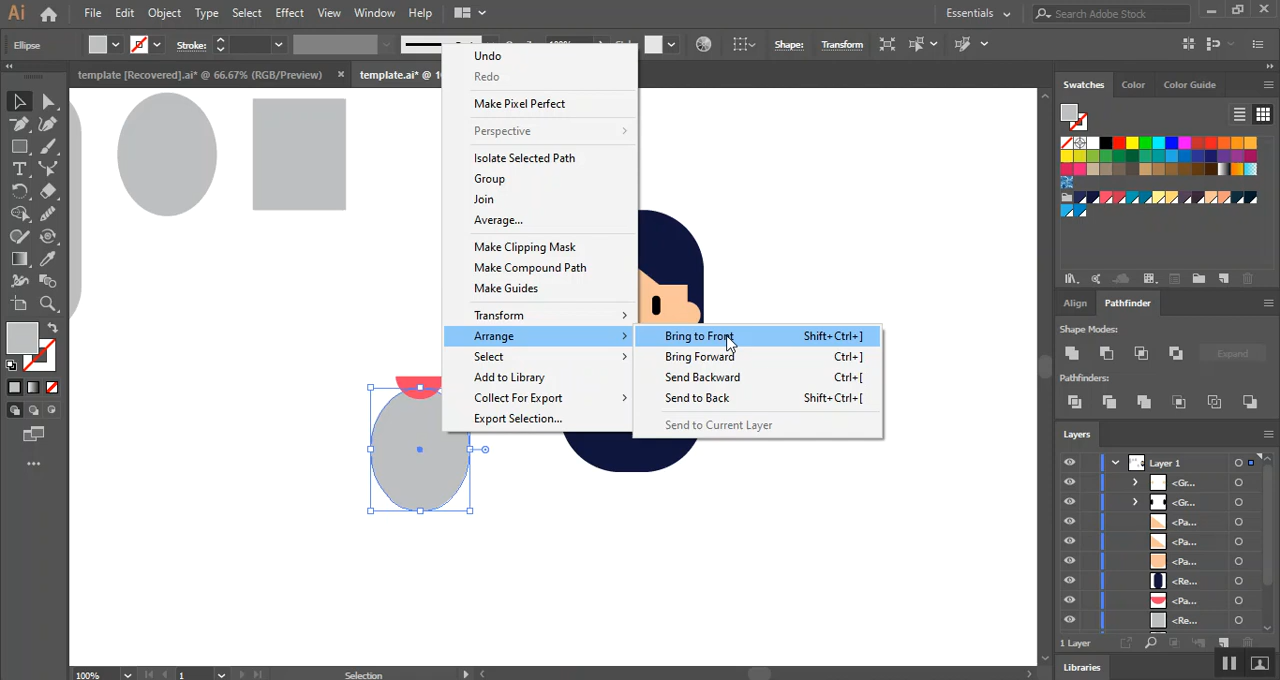 Ai File Edit Object Type Select Effect View Window Help Essentials Search Adobe Stock
Ellipse Stroke: Shape: Transform
template [Recovered].ai* @ 66.67% (RGB/Preview) × template.ai* @
Undo
Redo
Make Pixel Perfect
Perspective
Isolate Selected Path
Group
Join
Average...
Make Clipping Mask
Make Compound Path
Make Guides
Transform
Arrange
Select
Add to Library
Collect For Export
Export Selection...
Bring to Front Shift+Ctrl+]
Bring Forward Ctrl+]
Send Backward Ctrl+[
Send to Back Shift+Ctrl+[
Send to Current Layer
Swatches Color Color Guide
Align Pathfinder
Shape Modes:
Expand
Pathfinders:
Layers
Layer 1
<Gr...
<Gr...
<Pa...
<Pa...
<Pa...
<Re...
<Pa...
<Re...
1 Layer
Libraries
100% 1 Selection